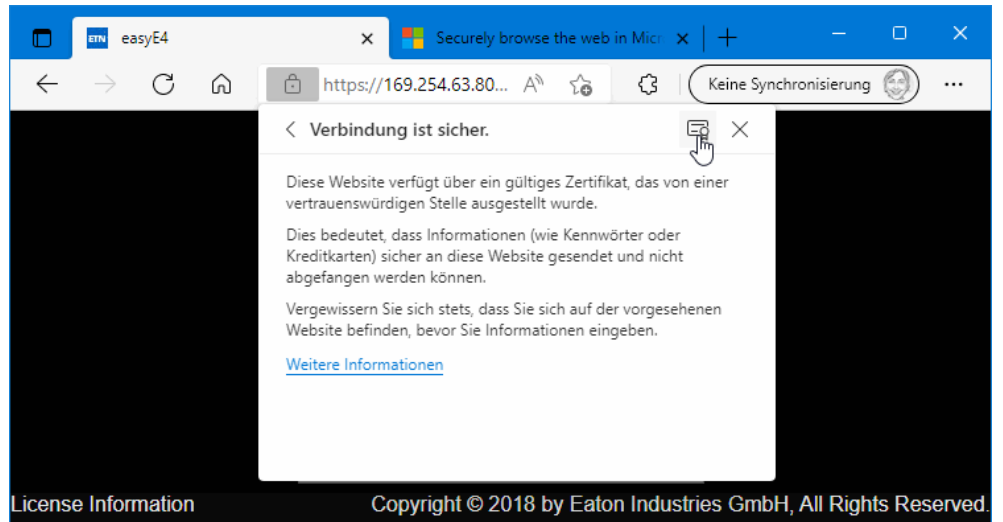 ETN easyE4
Securely browse the web in Micr
https://169.254.63.80...
Keine Synchronisierung
Verbindung ist sicher.
Diese Website verfügt über ein gültiges Zertifikat, das von einer
vertrauenswürdigen Stelle ausgestellt wurde.
Dies bedeutet, dass Informationen (wie Kennwörter oder
Kreditkarten) sicher an diese Website gesendet und nicht
abgefangen werden können.
Vergewissern Sie sich stets, dass Sie sich auf der vorgesehenen
Website befinden, bevor Sie Informationen eingeben.
Weitere Informationen
License Information
Copyright © 2018 by Eaton Industries GmbH, All Rights Reserved.